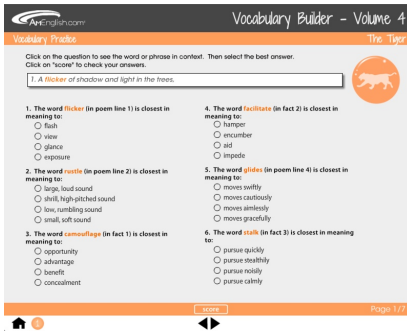 AMEnglish.com
Vocabulary Builder – Volume 4
Vocabulary Practice
The Tiger
Click on the question to see the word or phrase in context. Then select the best answer.
Click on "score" to check your answers.
1. A flicker of shadow and light in the trees,
1. The word flicker (in poem line 1) is closest in
meaning to:
flash
view
glance
exposure
2. The word rustle (in poem line 2) is closest in
meaning to:
large, loud sound
shrill, high-pitched sound
low, rumbling sound
small, soft sound
3. The word camouflage (in fact 1) is closest in
meaning to:
opportunity
advantage
benefit
concealment
4. The word facilitate (in fact 2) is closest in
meaning to:
hamper
encumber
aid
impede
5. The word glides (in poem line 4) is closest in
meaning to:
moves swiftly
moves cautiously
moves aimlessly
moves gracefully
6. The word stalk (in fact 3) is closest in meaning
to:
pursue quickly
pursue stealthily
pursue noisily
pursue calmly
score
Page 1/7